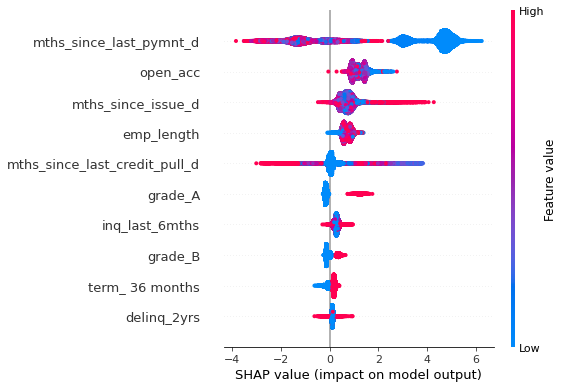 High
mths_since_last_pymnt_d
open_acc
mths_since_issue_d
emp_length
mths_since_last_credit_pull_d
grade_A
inq_last_6mths
grade_B
term_ 36 months
delinq_2yrs
Feature value
Low
−4 −2 0 2 4 6
SHAP value (impact on model output)